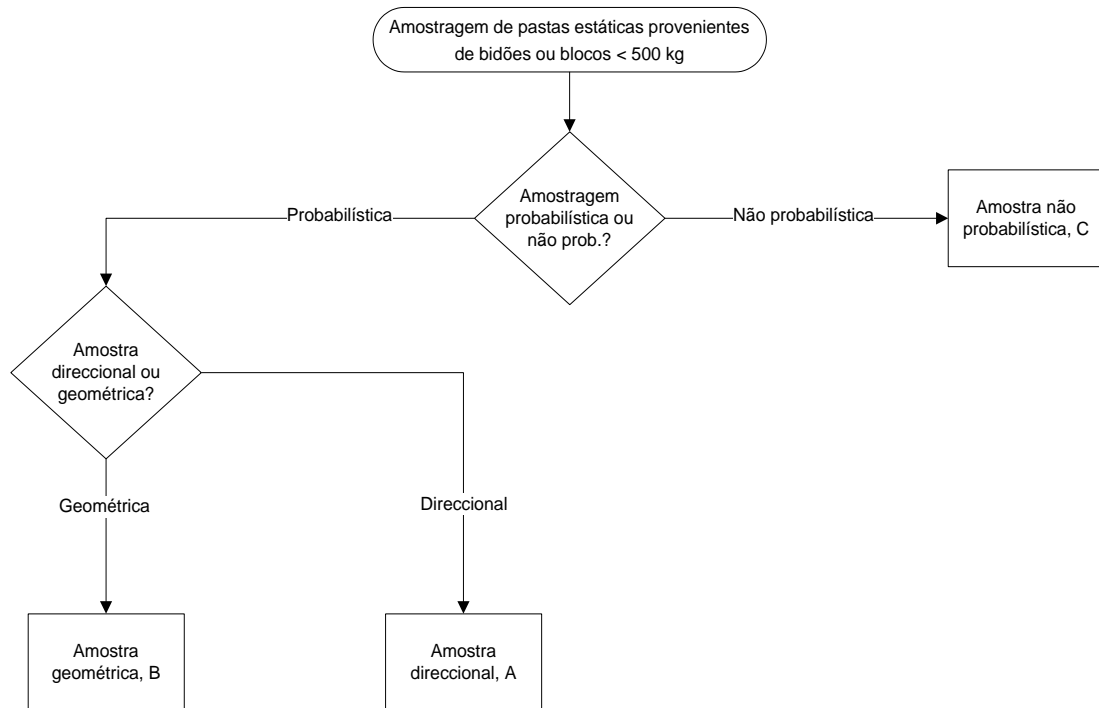 Amostragem de pastas estáticas provenientes
de bidões ou blocos < 500 kg
Amostragem
probabilística ou
não prob.?
Probabilística
Não probabilística
Amostra não
probabilística, C
Amostra
direccional ou
geométrica?
Geométrica
Direccional
Amostra
geométrica, B
Amostra
direccional, A